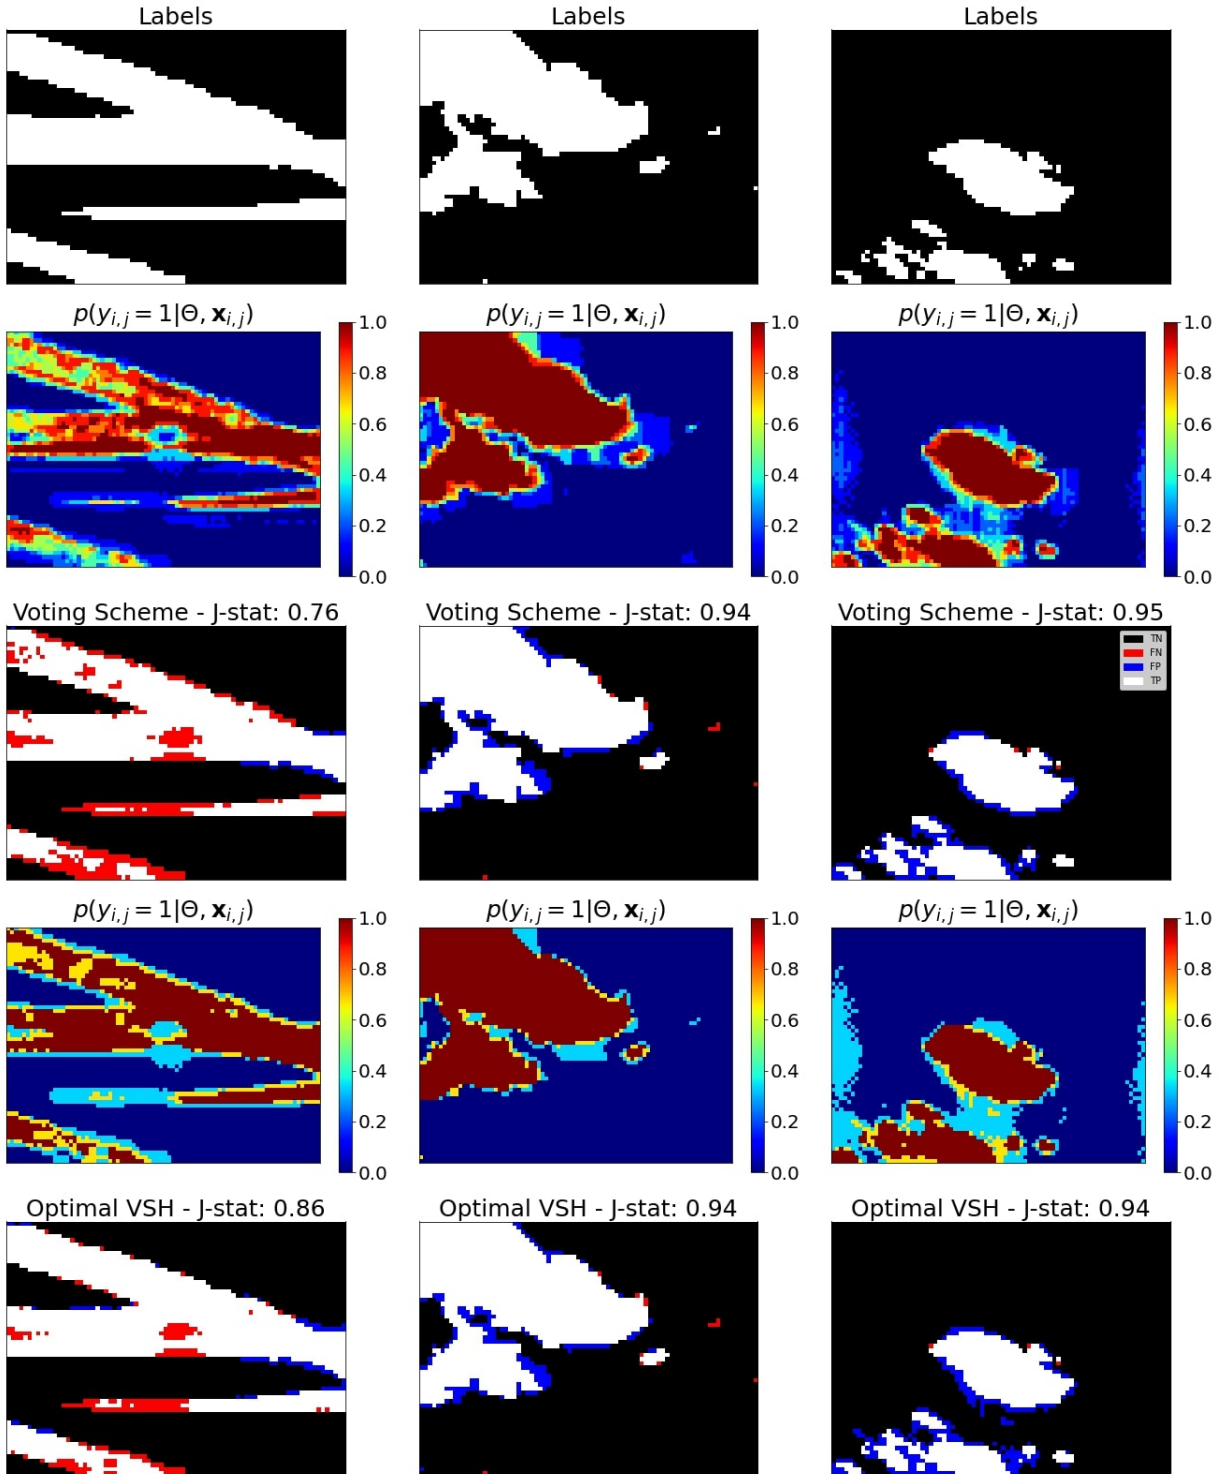 Labels
Labels
Labels
p(y_{i,j} = 1|Θ, x_{i,j})
p(y_{i,j} = 1|Θ, x_{i,j})
p(y_{i,j} = 1|Θ, x_{i,j})
1.0
0.8
0.6
0.4
0.2
0.0
1.0
0.8
0.6
0.4
0.2
0.0
1.0
0.8
0.6
0.4
0.2
0.0
Voting Scheme - J-stat: 0.76
Voting Scheme - J-stat: 0.94
Voting Scheme - J-stat: 0.95
TN
FN
FP
TP
p(y_{i,j} = 1|Θ, x_{i,j})
p(y_{i,j} = 1|Θ, x_{i,j})
p(y_{i,j} = 1|Θ, x_{i,j})
1.0
0.8
0.6
0.4
0.2
0.0
1.0
0.8
0.6
0.4
0.2
0.0
1.0
0.8
0.6
0.4
0.2
0.0
Optimal VSH - J-stat: 0.86
Optimal VSH - J-stat: 0.94
Optimal VSH - J-stat: 0.94